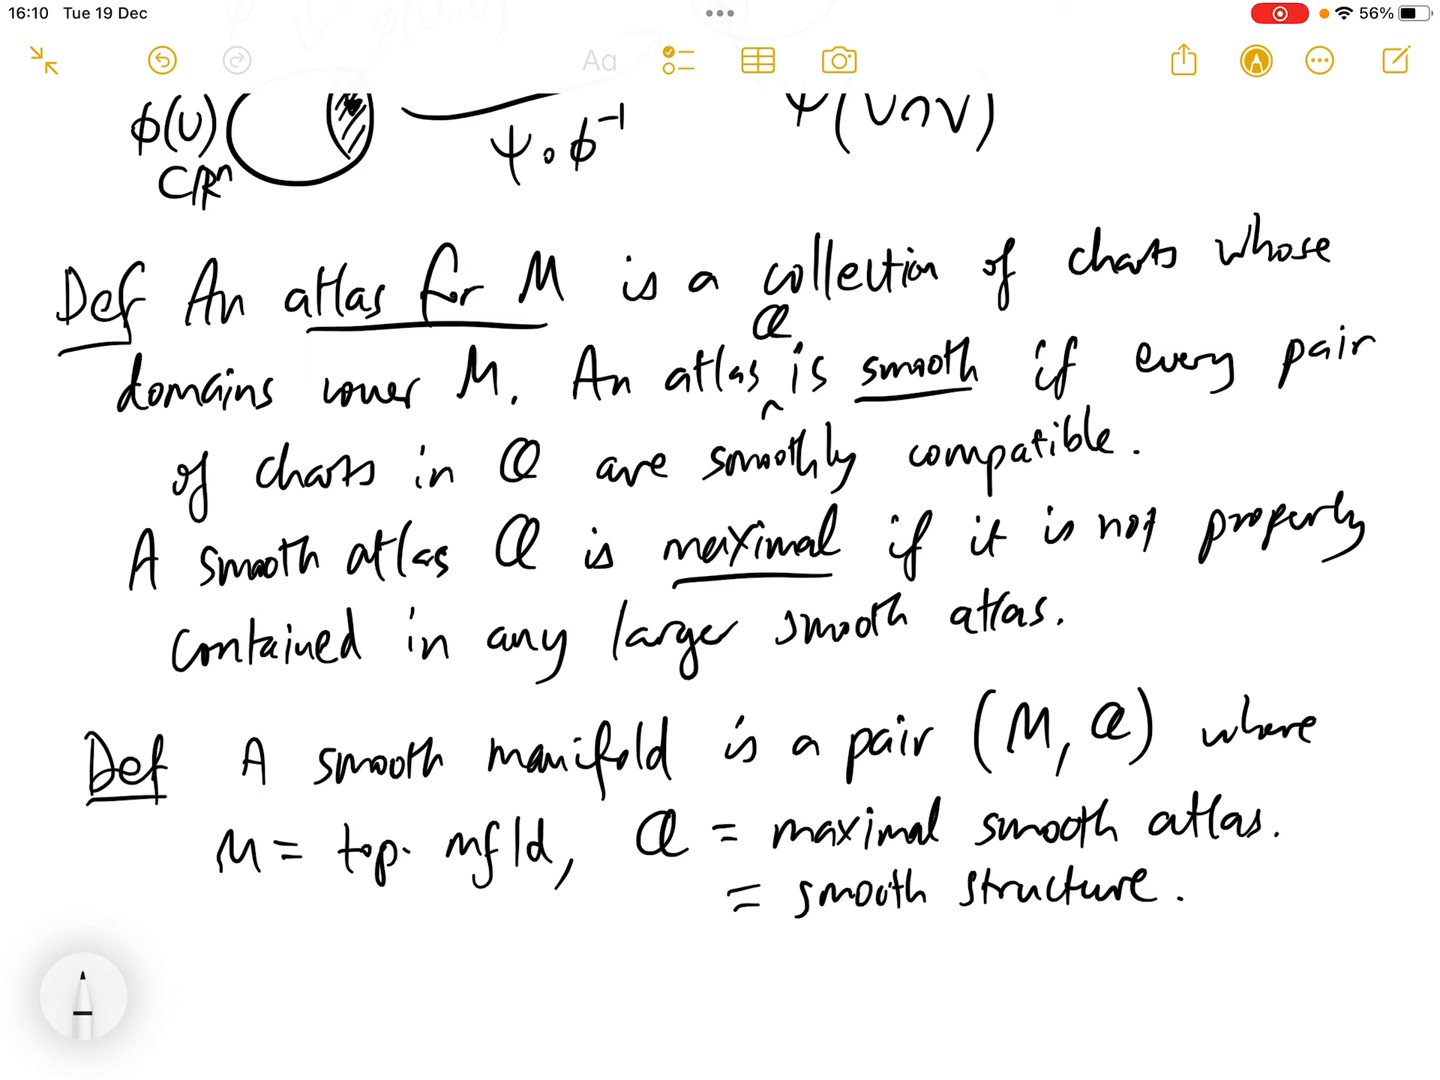 16:10 Tue 19 Dec 56%
Aa
ϕ(U) ψ∘ϕ⁻¹ ψ(U∩V)
⊂ℝⁿ
Def An atlas for M is a collection of charts whose
domains cover M. An atlas 𝒜 is smooth if every pair
of charts in 𝒜 are smoothly compatible.
A smooth atlas 𝒜 is maximal if it is not properly
contained in any larger smooth atlas.
Def A smooth manifold is a pair (M, 𝒜) where
M = top. mfld, 𝒜 = maximal smooth atlas.
= smooth structure.